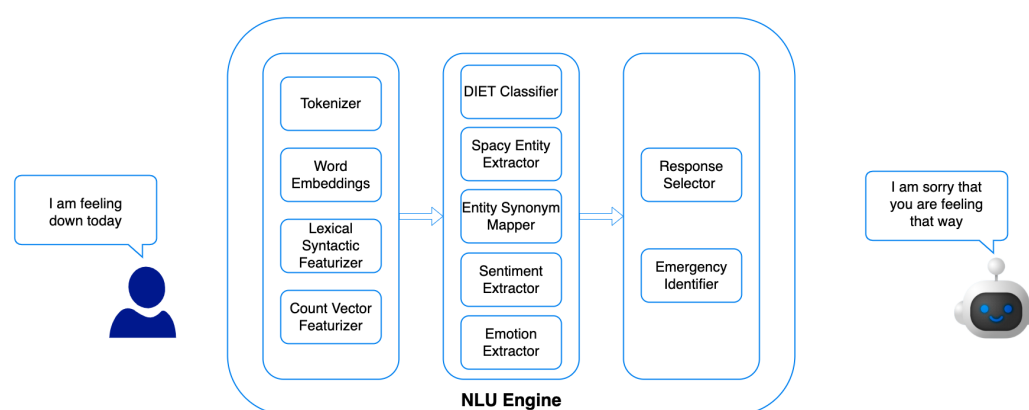 I am feeling
down today
Tokenizer
Word
Embeddings
Lexical
Syntactic
Featurizer
Count Vector
Featurizer
DIET Classifier
Spacy Entity
Extractor
Entity Synonym
Mapper
Sentiment
Extractor
Emotion
Extractor
Response
Selector
Emergency
Identifier
I am sorry that
you are feeling
that way
NLU Engine